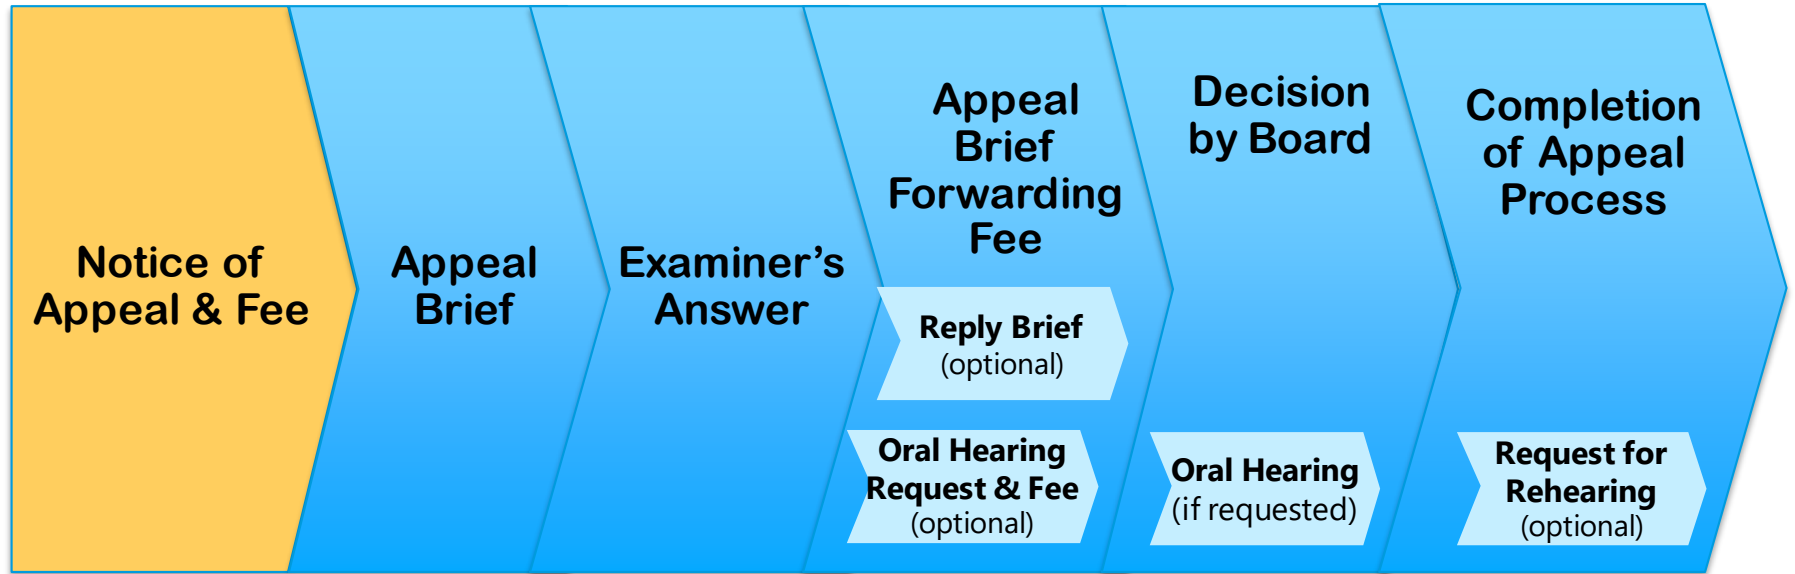 Notice of
Appeal & Fee
Appeal
Brief
Examiner’s
Answer
Appeal
Brief
Forwarding
Fee
Reply Brief
(optional)
Oral Hearing
Request & Fee
(optional)
Decision
by Board
Oral Hearing
(if requested)
Completion
of Appeal
Process
Request for
Rehearing
(optional)